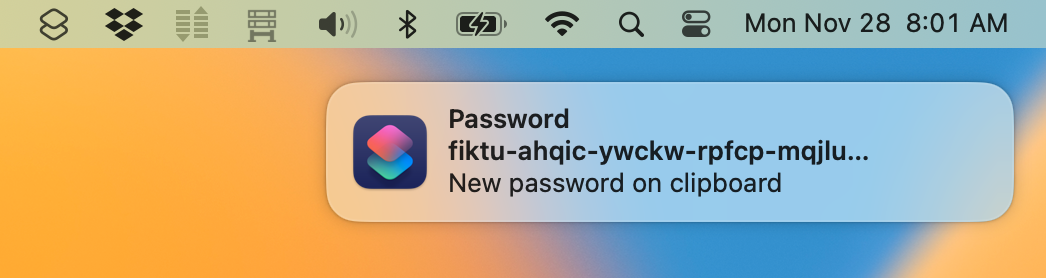 Mon Nov 28 8:01 AM
Password
fiktu-ahqic-ywckw-rpfcp-mqjlu...
New password on clipboard